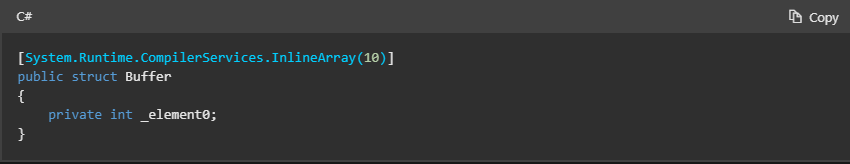 C#
Copy
[System.Runtime.CompilerServices.InlineArray(10)]
public struct Buffer
{
    private int _element0;
}